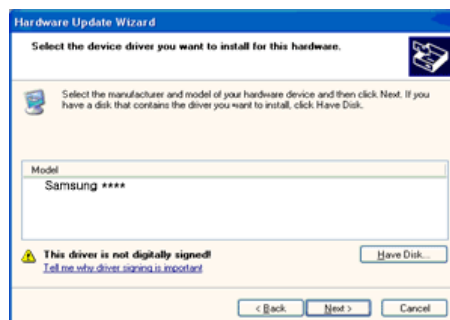 Hardware Update Wizard
Select the device driver you want to install for this hardware.
Select the manufacturer and model of your hardware device and then click Next. If you
have a disk that contains the driver you want to install, click Have Disk.
Model
Samsung ****
This driver is not digitally signed!
Have Disk...
Tell me why driver signing is important
< Back
Next >
Cancel